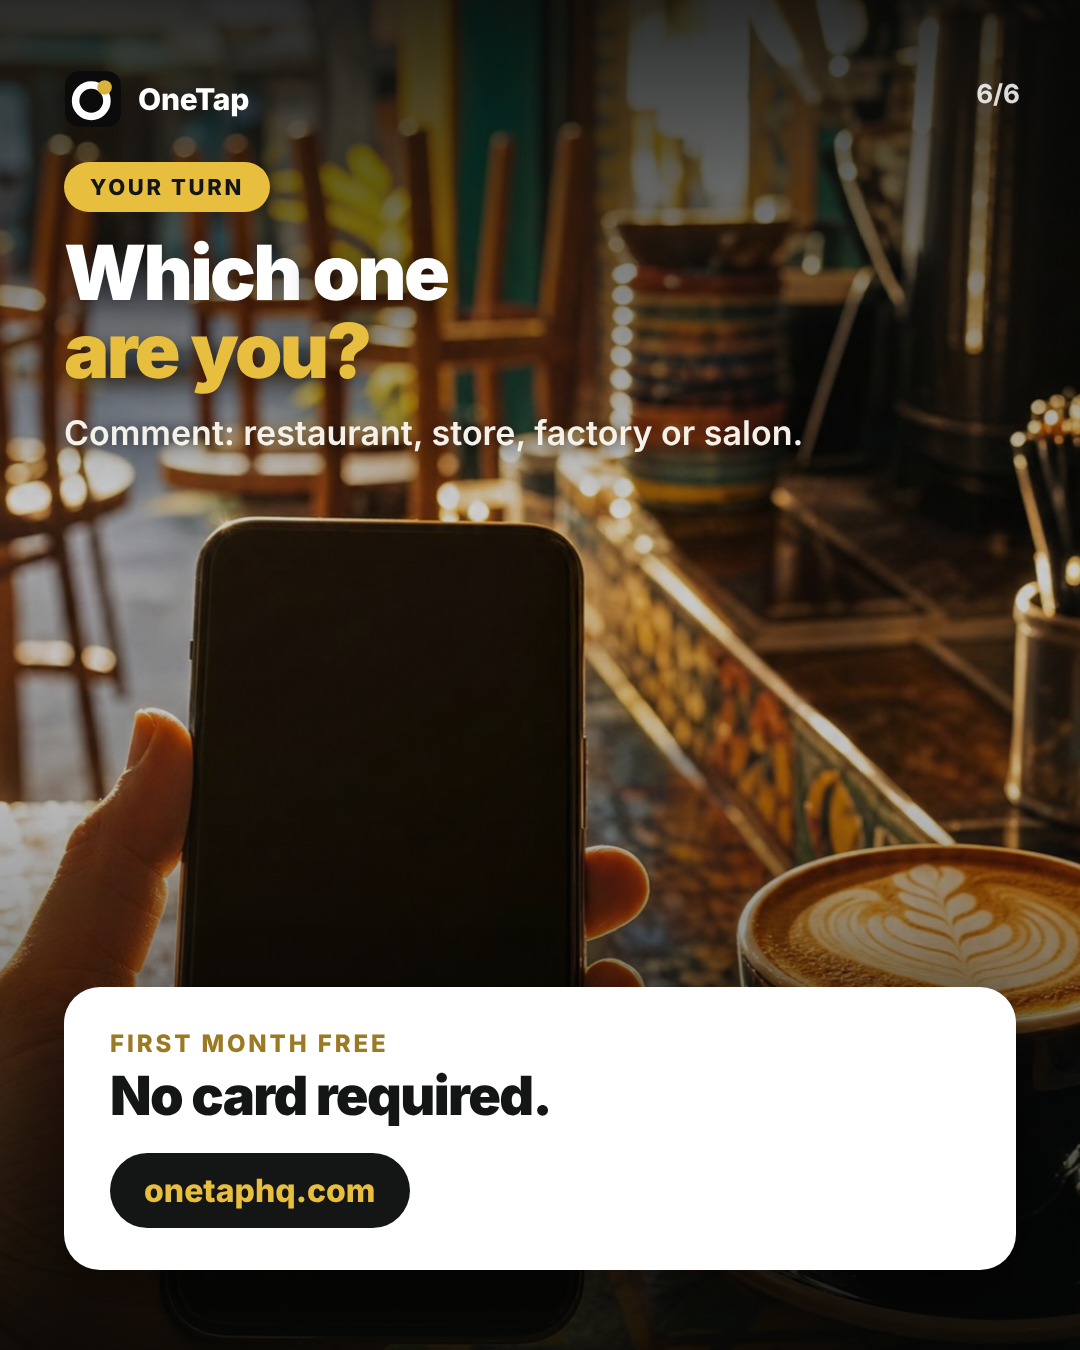 OneTap
6/6
YOUR TURN
Which one
are you?
Comment: restaurant, store, factory or salon.
FIRST MONTH FREE
No card required.
onetaphq.com